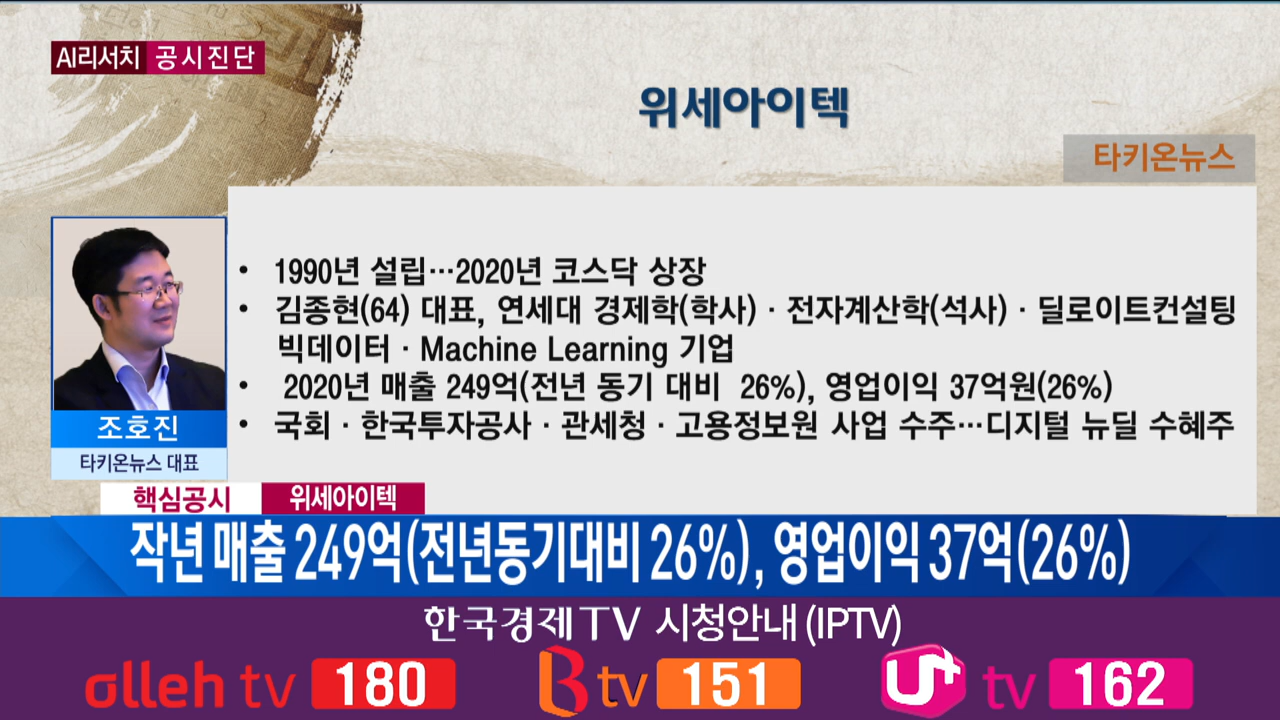 AI리서치 공시진단
위세아이텍
타키온뉴스
• 1990년 설립…2020년 코스닥 상장
• 김종현(64) 대표, 연세대 경제학(학사) · 전자계산학(석사) · 딜로이트컨설팅
빅데이터 · Machine Learning 기업
• 2020년 매출 249억(전년 동기 대비 26%), 영업이익 37억원(26%)
• 국회 · 한국투자공사 · 관세청 · 고용정보원 사업 수주…디지털 뉴딜 수혜주
조호진
타키온뉴스 대표
핵심공시 위세아이텍
작년 매출 249억(전년동기대비 26%), 영업이익 37억(26%)
한국경제TV 시청안내(IPTV)
olleh tv 180 B tv 151 U+ tv 162